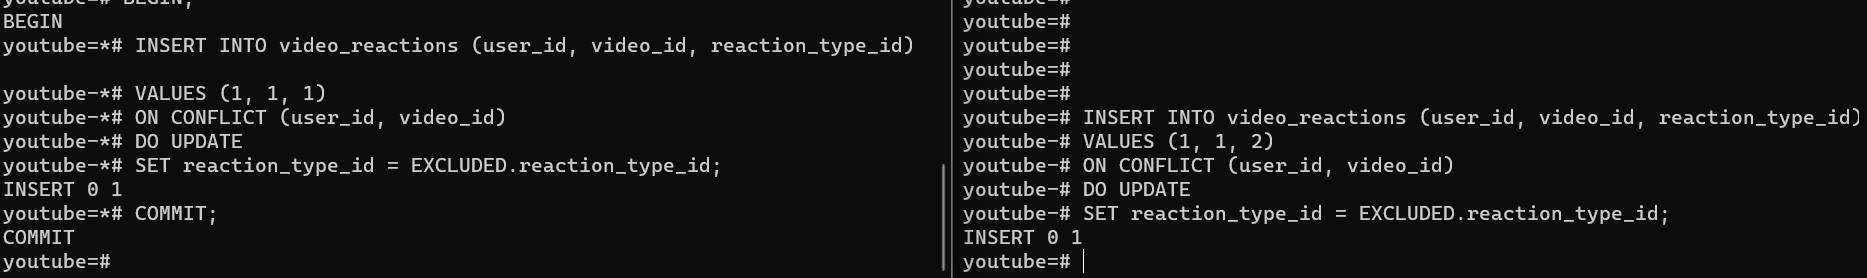 youtube=*# BEGIN;
BEGIN
youtube=*# INSERT INTO video_reactions (user_id, video_id, reaction_type_id)
youtube-*# VALUES (1, 1, 1)
youtube-*# ON CONFLICT (user_id, video_id)
youtube-*# DO UPDATE
youtube-*# SET reaction_type_id = EXCLUDED.reaction_type_id;
INSERT 0 1
youtube=*# COMMIT;
COMMIT
youtube=#
youtube=#
youtube=#
youtube=#
youtube=#
youtube=#
youtube=# INSERT INTO video_reactions (user_id, video_id, reaction_type_id)
youtube-# VALUES (1, 1, 2)
youtube-# ON CONFLICT (user_id, video_id)
youtube-# DO UPDATE
youtube-# SET reaction_type_id = EXCLUDED.reaction_type_id;
INSERT 0 1
youtube=#